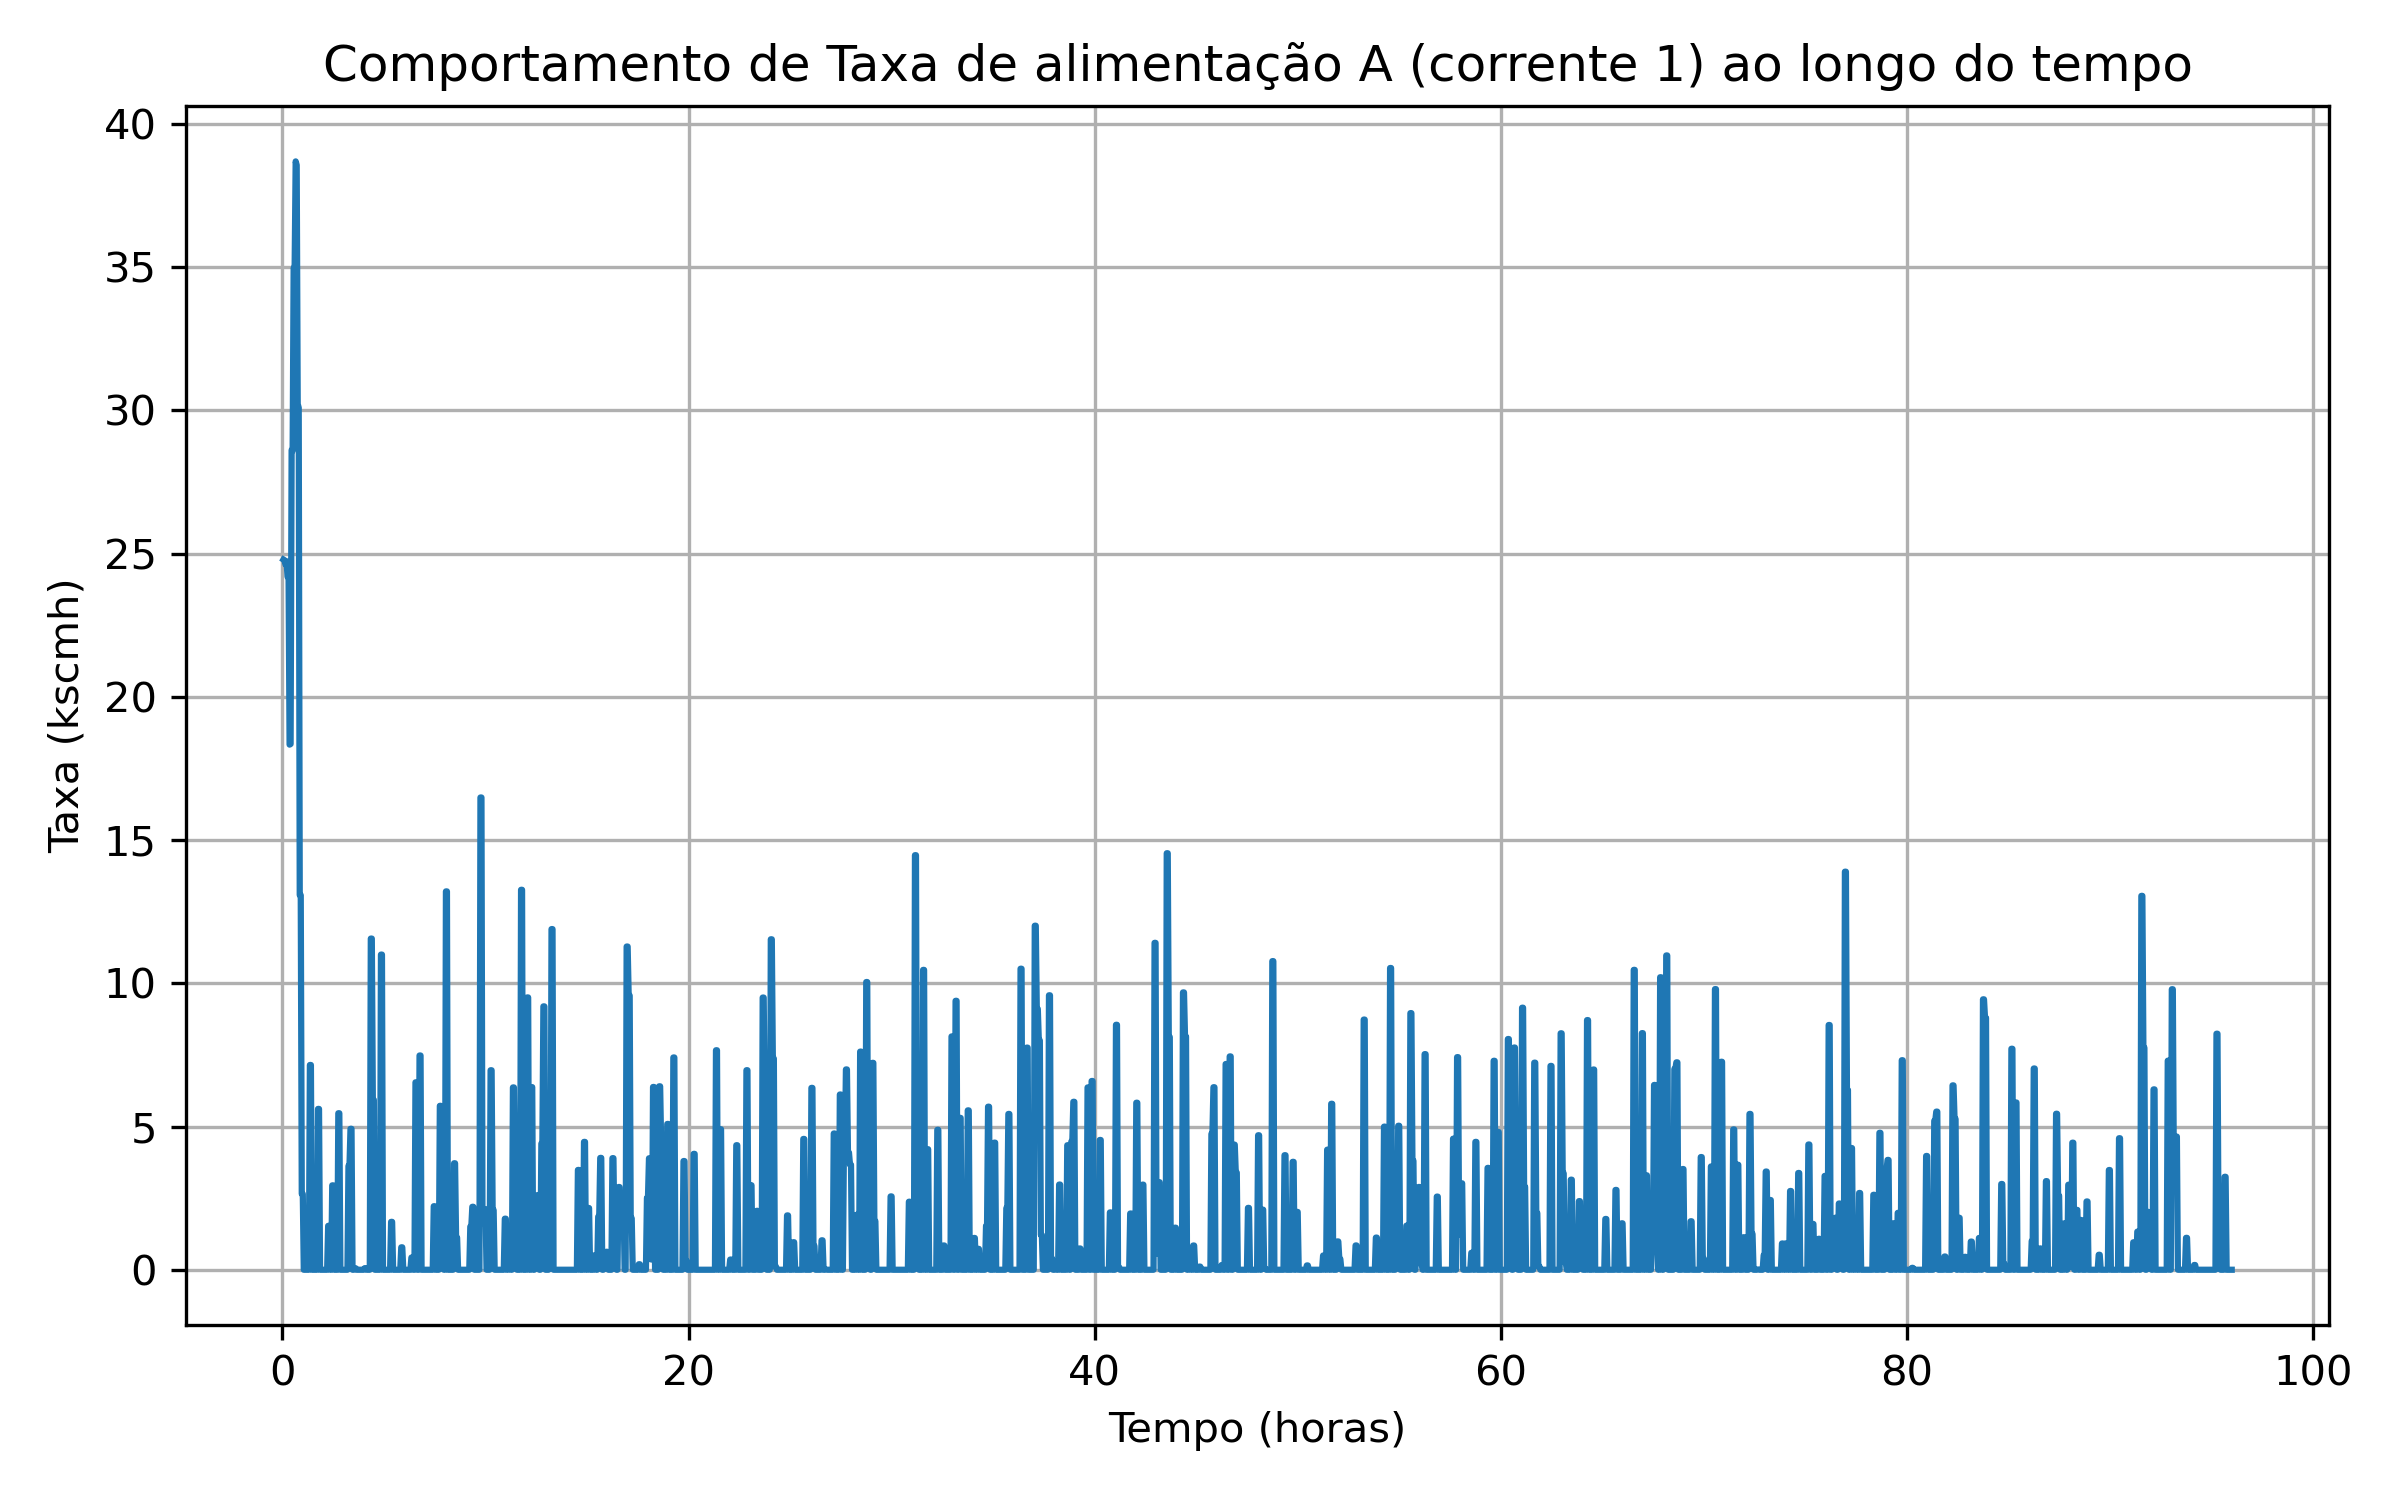 Comportamento de Taxa de alimentação A (corrente 1) ao longo do tempo
40
35
30
25
20
15
10
5
0
Taxa (kscmh)
0 20 40 60 80 100
Tempo (horas)